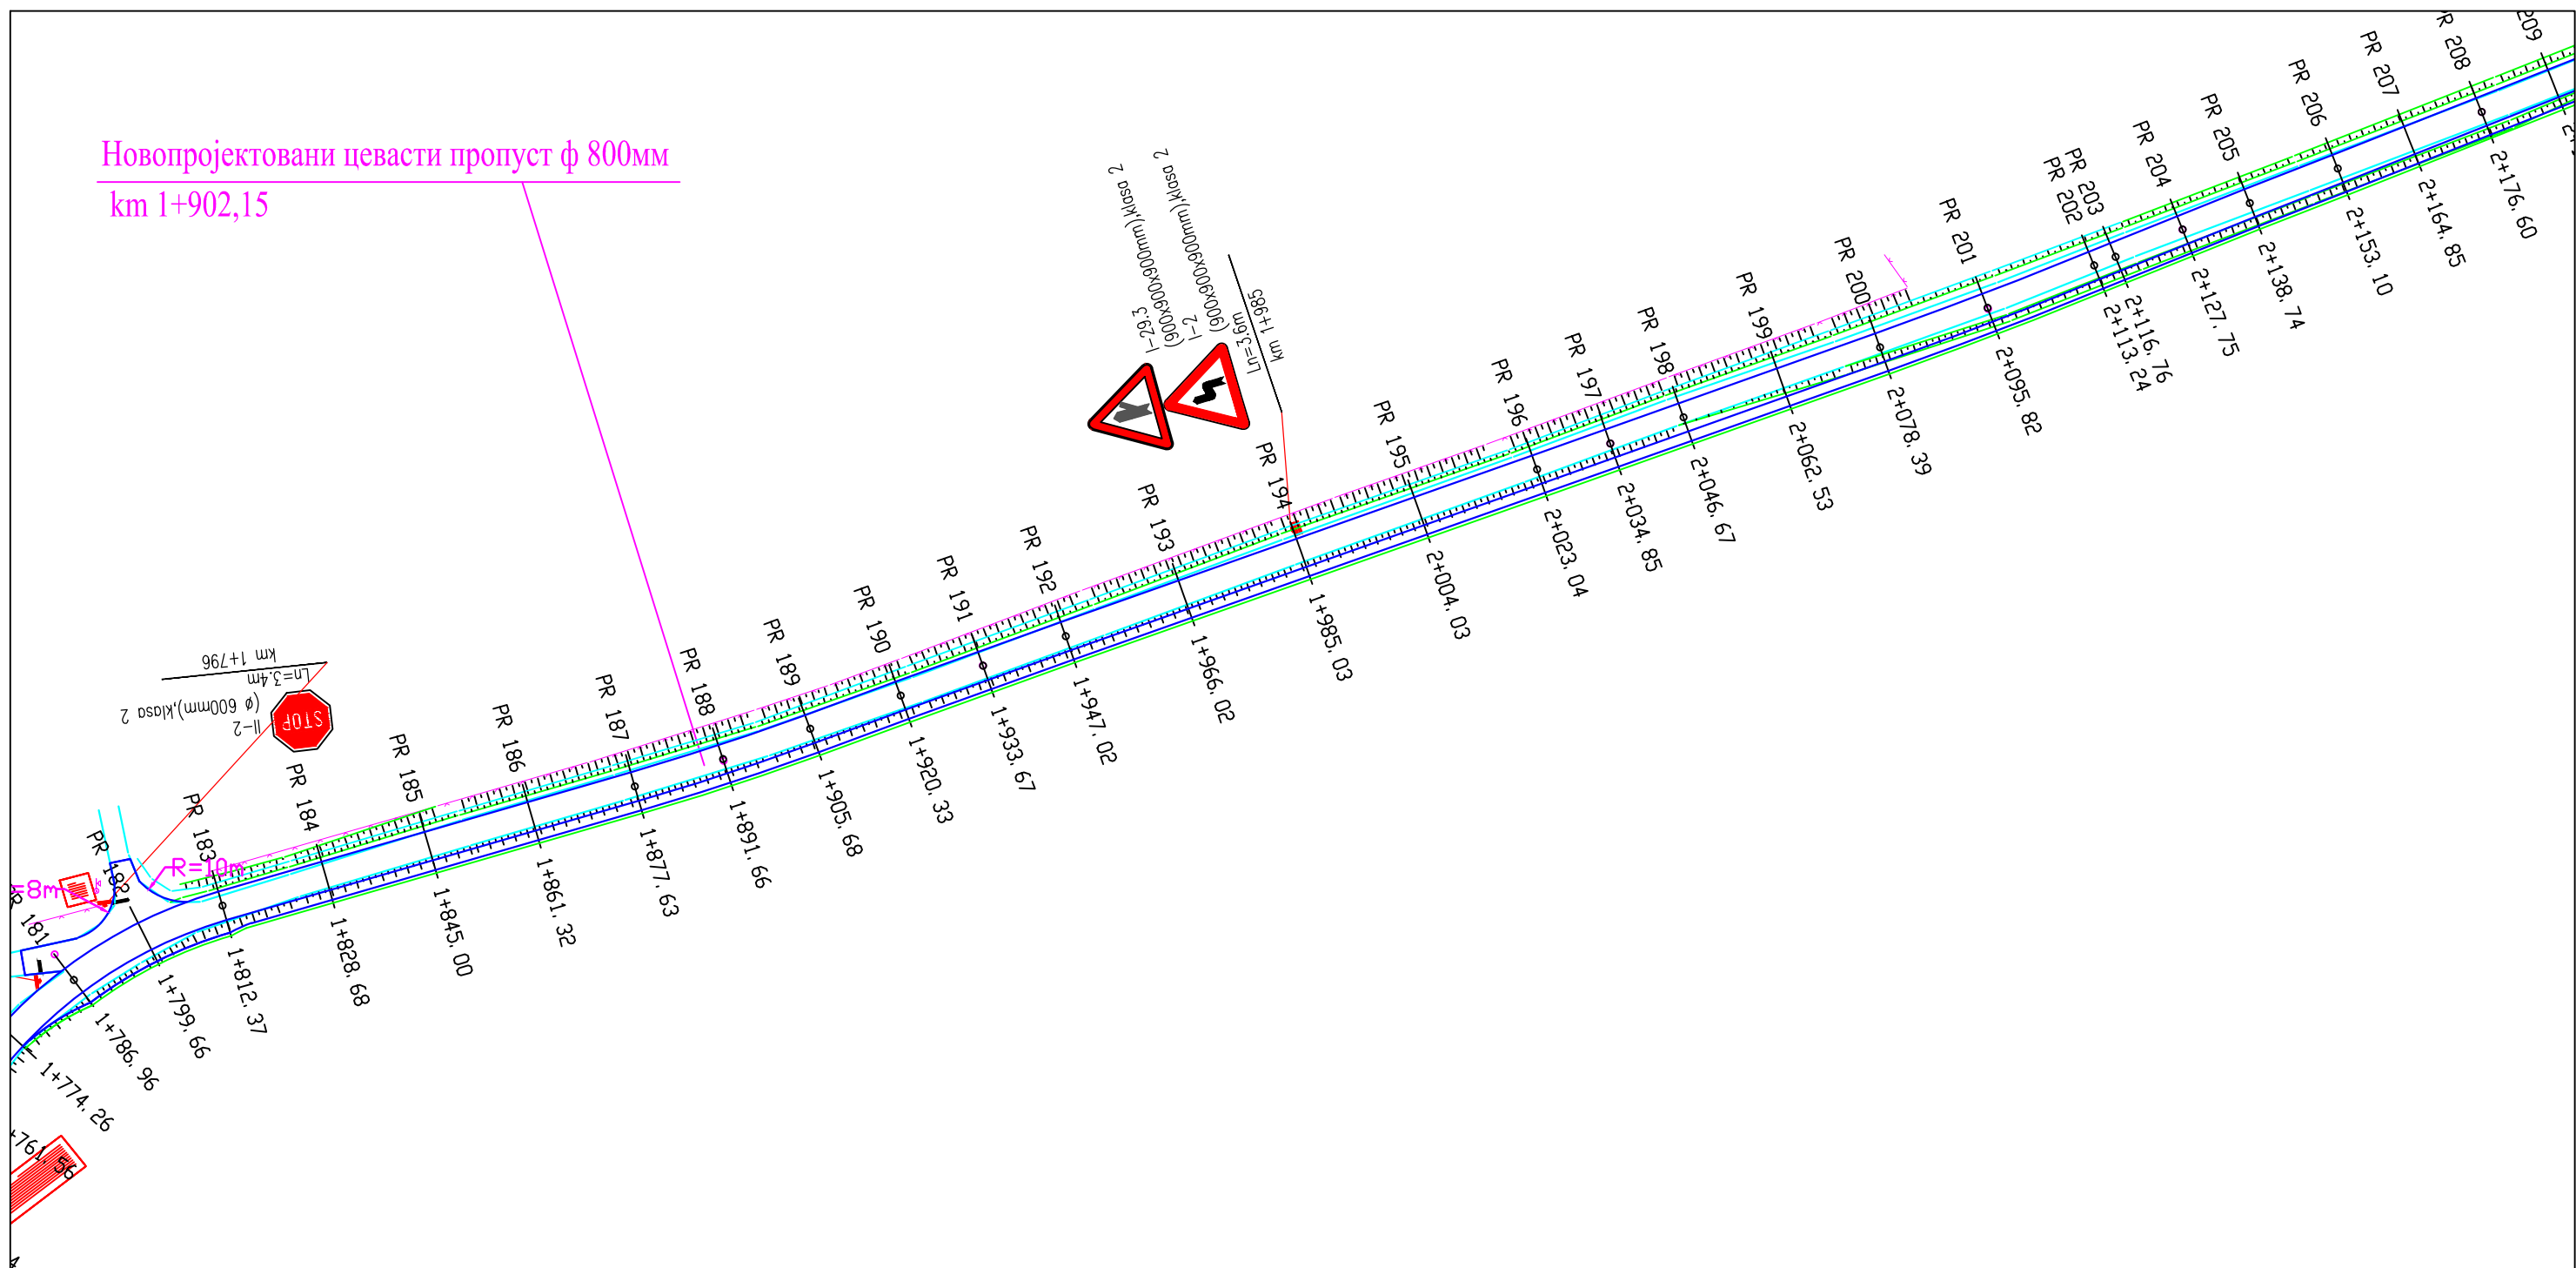 Новопројектовани цевасти пропуст ф 800мм
km 1+902,15
I-29.3
(900x900x900mm),klasa 2
I-2
(900x900x900mm),klasa 2
Ln=3.6m
km 1+985
km 1+796
Ln=3.4m
(ø 600mm),klasa 2
II-2
STOP
R=10m
=8m
PR 181
PR 182
PR 183
PR 184
PR 185
PR 186
PR 187
PR 188
PR 189
PR 190
PR 191
PR 192
PR 193
PR 194
PR 195
PR 196
PR 197
PR 198
PR 199
PR 200
PR 201
PR 202
PR 203
PR 204
PR 205
PR 206
PR 207
PR 208
209
+761.56
1+774.26
1+786.96
1+799.66
1+812.37
1+828.68
1+845.00
1+861.32
1+877.63
1+891.66
1+905.68
1+920.33
1+933.67
1+947.02
1+966.02
1+985.03
2+004.03
2+023.04
2+034.85
2+046.67
2+062.53
2+078.39
2+095.82
2+113.24
2+116.76
2+127.75
2+138.74
2+153.10
2+164.85
2+176.60